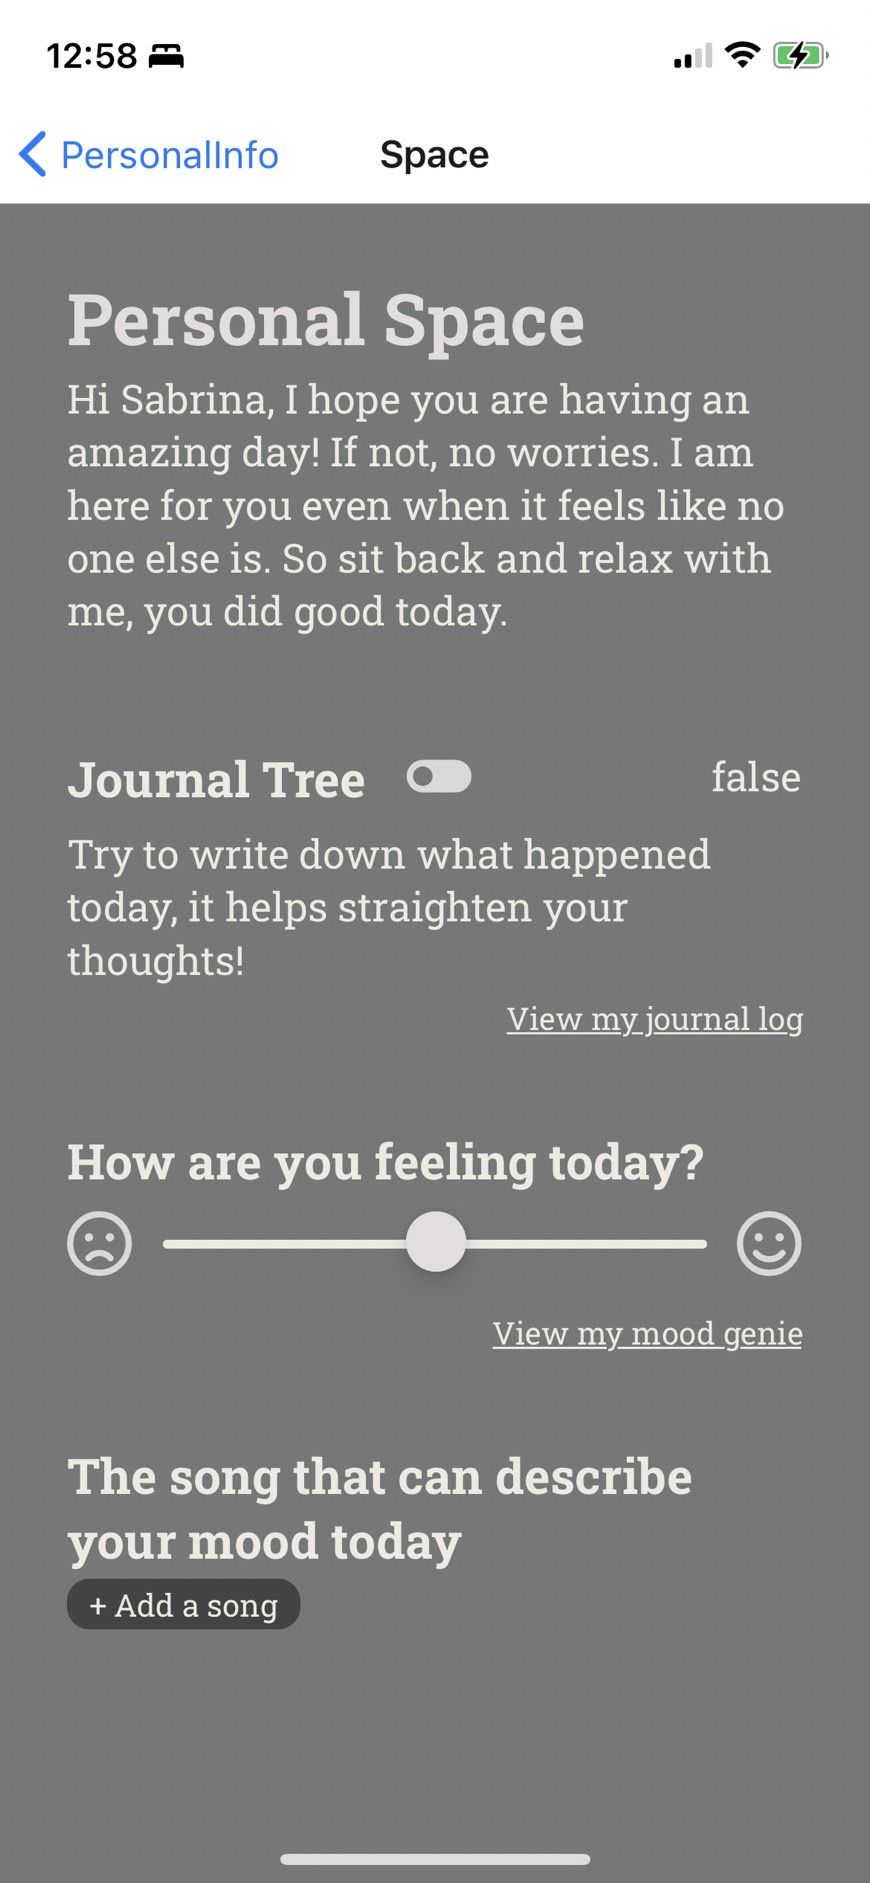 12:58
PersonalInfo
Space
Personal Space
Hi Sabrina, I hope you are having an
amazing day! If not, no worries. I am
here for you even when it feels like no
one else is. So sit back and relax with
me, you did good today.
Journal Tree
false
Try to write down what happened
today, it helps straighten your
thoughts!
View my journal log
How are you feeling today?
View my mood genie
The song that can describe
your mood today
+ Add a song